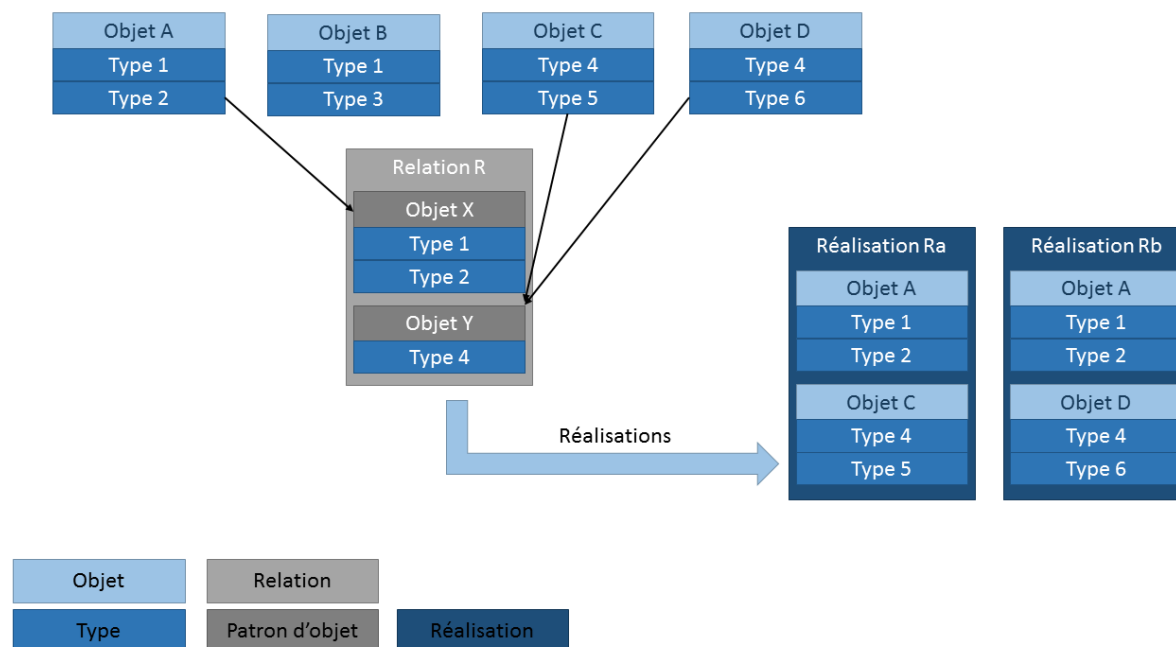 Objet A
Type 1
Type 2
Objet B
Type 1
Type 3
Objet C
Type 4
Type 5
Objet D
Type 4
Type 6
Relation R
Objet X
Type 1
Type 2
Objet Y
Type 4
Réalisations
Réalisation Ra
Objet A
Type 1
Type 2
Objet C
Type 4
Type 5
Réalisation Rb
Objet A
Type 1
Type 2
Objet D
Type 4
Type 6
Objet
Relation
Type
Patron d'objet
Réalisation